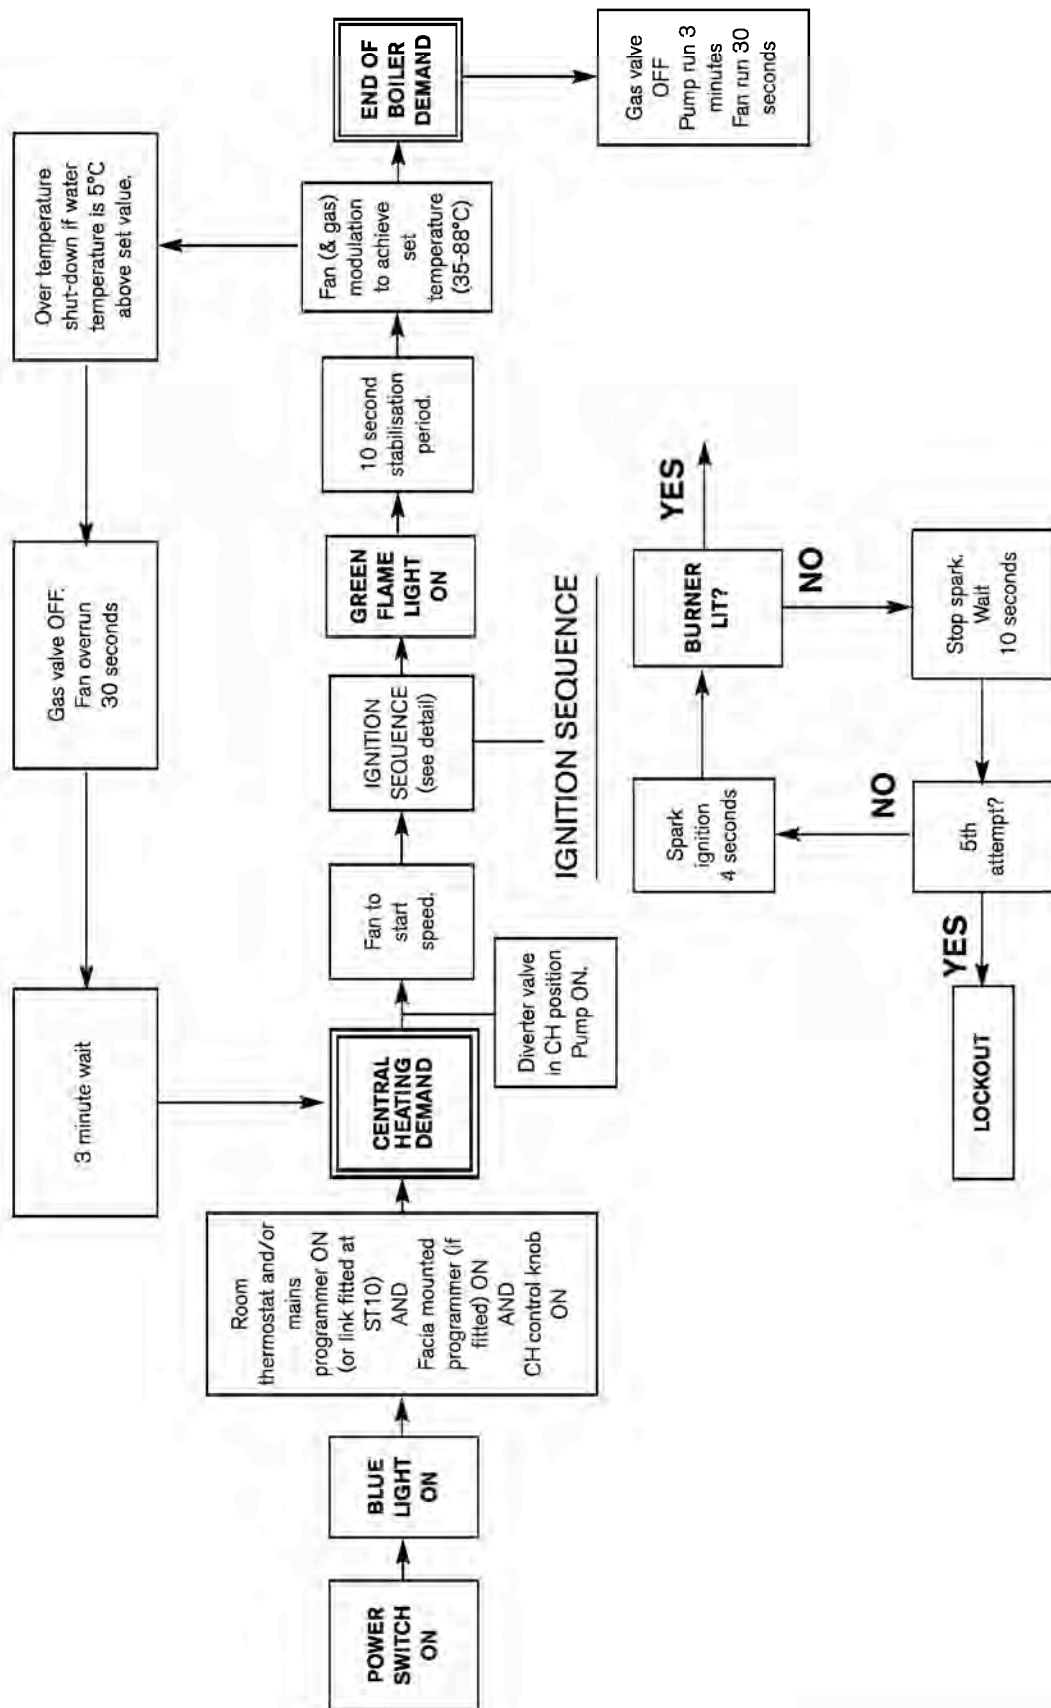 POWER
SWITCH
ON
BLUE
LIGHT
ON
Room
thermostat and/or
mains
programmer ON
(or link fitted at
ST10)
AND
Facia mounted
programmer (if
fitted) ON
AND
CH control knob
ON
CENTRAL
HEATING
DEMAND
Diverter valve
in CH position
Pump ON.
Fan to
start
speed.
IGNITION
SEQUENCE
(see detail)
GREEN
FLAME
LIGHT
ON
10 second
stabilisation
period.
Fan (& gas)
modulation
to achieve
set
temperature
(35-88°C)
END OF
BOILER
DEMAND
Gas valve
OFF
Pump run 3
minutes
Fan run 30
seconds
Over temperature
shut-down if water
temperature is 5°C
above set value.
Gas valve OFF.
Fan overrun
30 seconds
3 minute wait
IGNITION SEQUENCE
Spark
ignition
4 seconds
BURNER
LIT?
YES
NO
Stop spark.
Wait
10 seconds
5th
attempt?
NO
YES
LOCKOUT